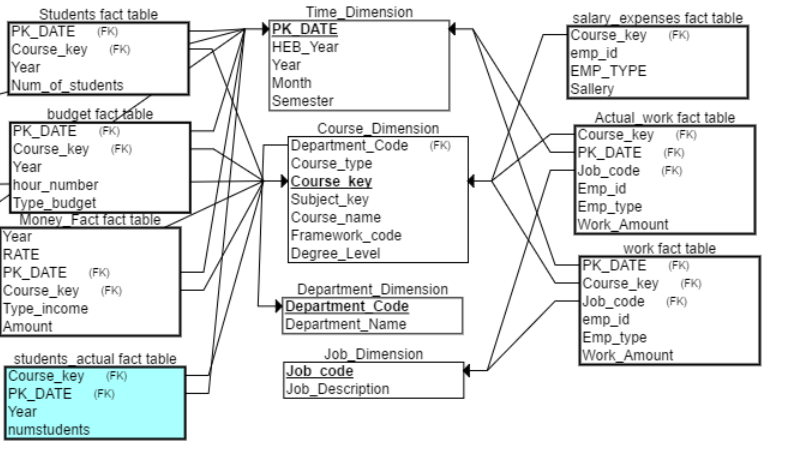 Students fact table
PK_DATE (FK)
Course_key (FK)
Year
Num_of_students
budget fact table
PK_DATE (FK)
Course_key (FK)
Year
hour_number
Type_budget
Money_Fact fact table
Year
RATE
PK_DATE (FK)
Course_key (FK)
Type_income
Amount
students_actual fact table
Course_key (FK)
PK_DATE (FK)
Year
numstudents
Time_Dimension
PK_DATE
HEB_Year
Year
Month
Semester
Course_Dimension
Department_Code (FK)
Course_type
Course_key
Subject_key
Course_name
Framework_code
Degree_Level
Department_Dimension
Department_Code
Department_Name
Job_Dimension
Job_code
Job_Description
salary_expenses fact table
Course_key (FK)
emp_id
EMP_TYPE
Sallery
Actual_work fact table
Course_key (FK)
PK_DATE (FK)
Job_code (FK)
Emp_id
Emp_type
Work_Amount
work fact table
PK_DATE (FK)
Course_key (FK)
Job_code (FK)
emp_id
Emp_type
Work_Amount